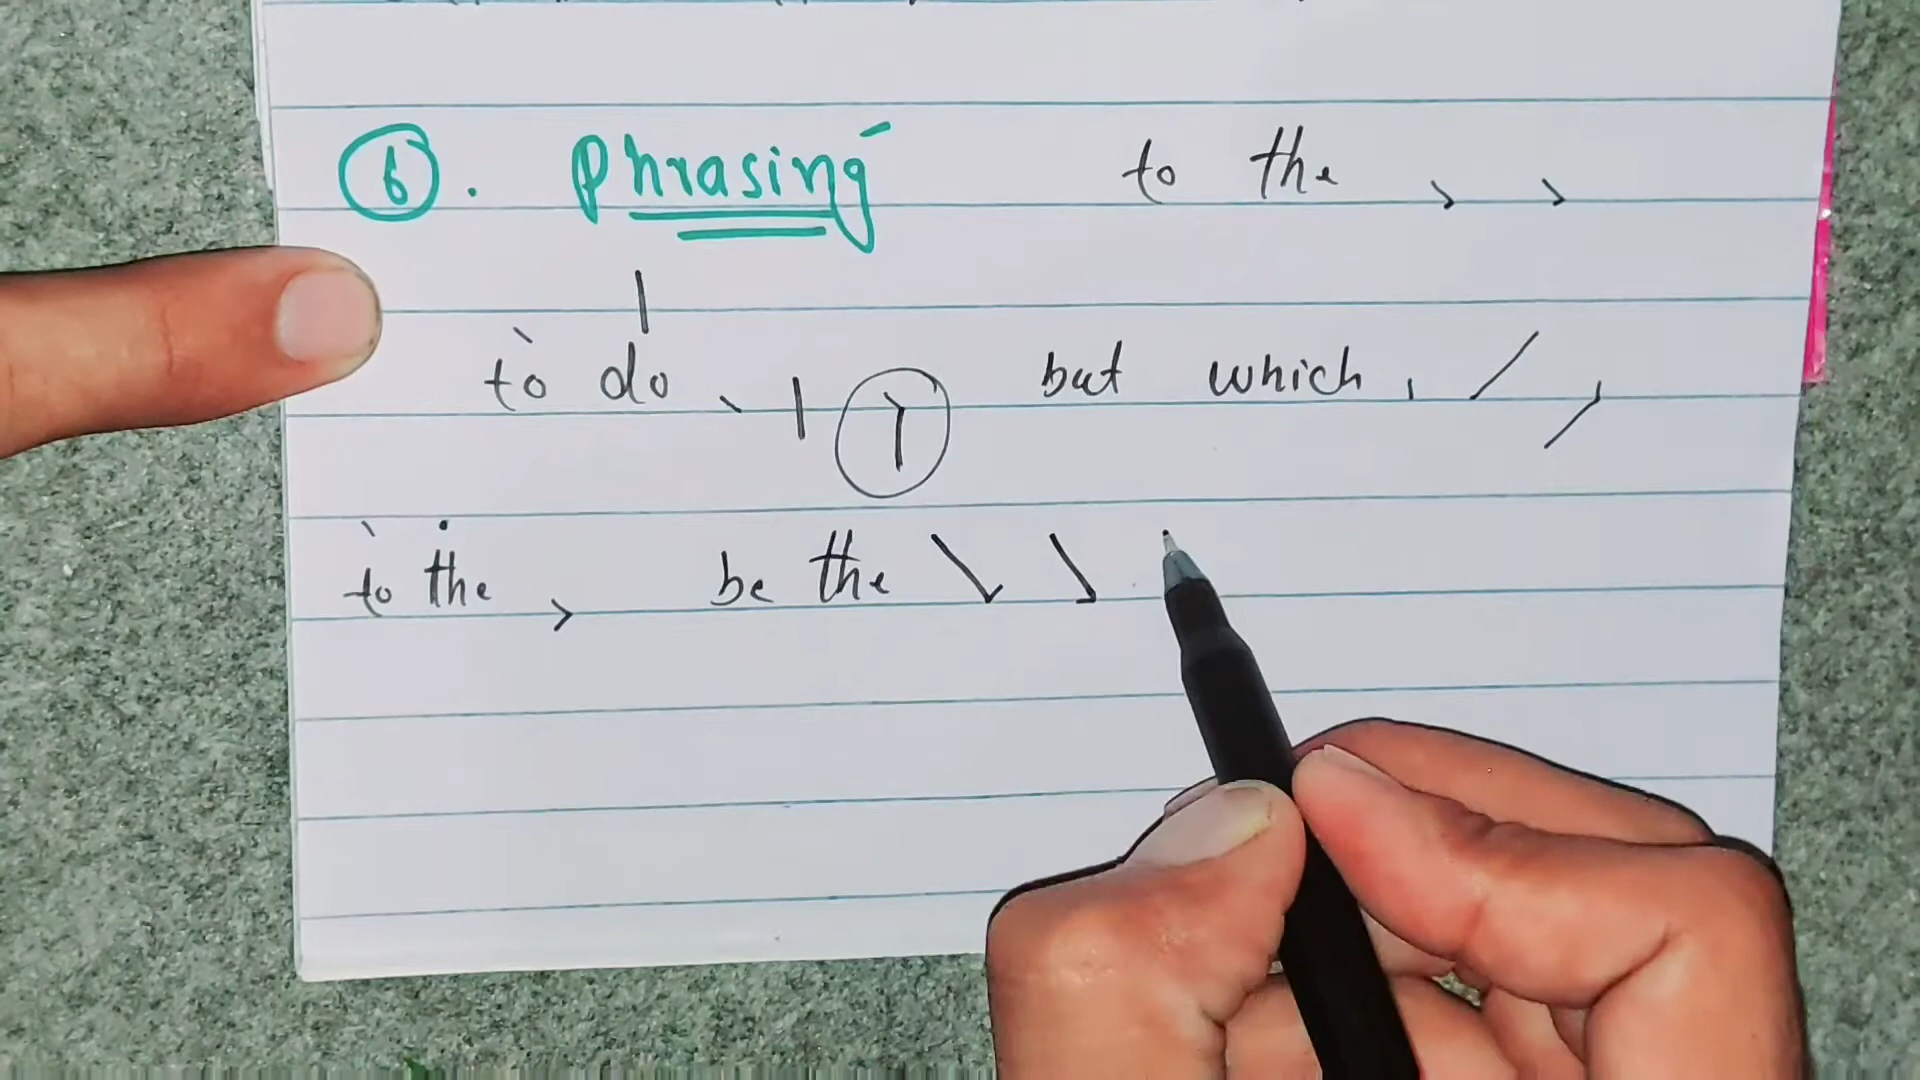 6. Phrasing to the
to do but which,
to the be the